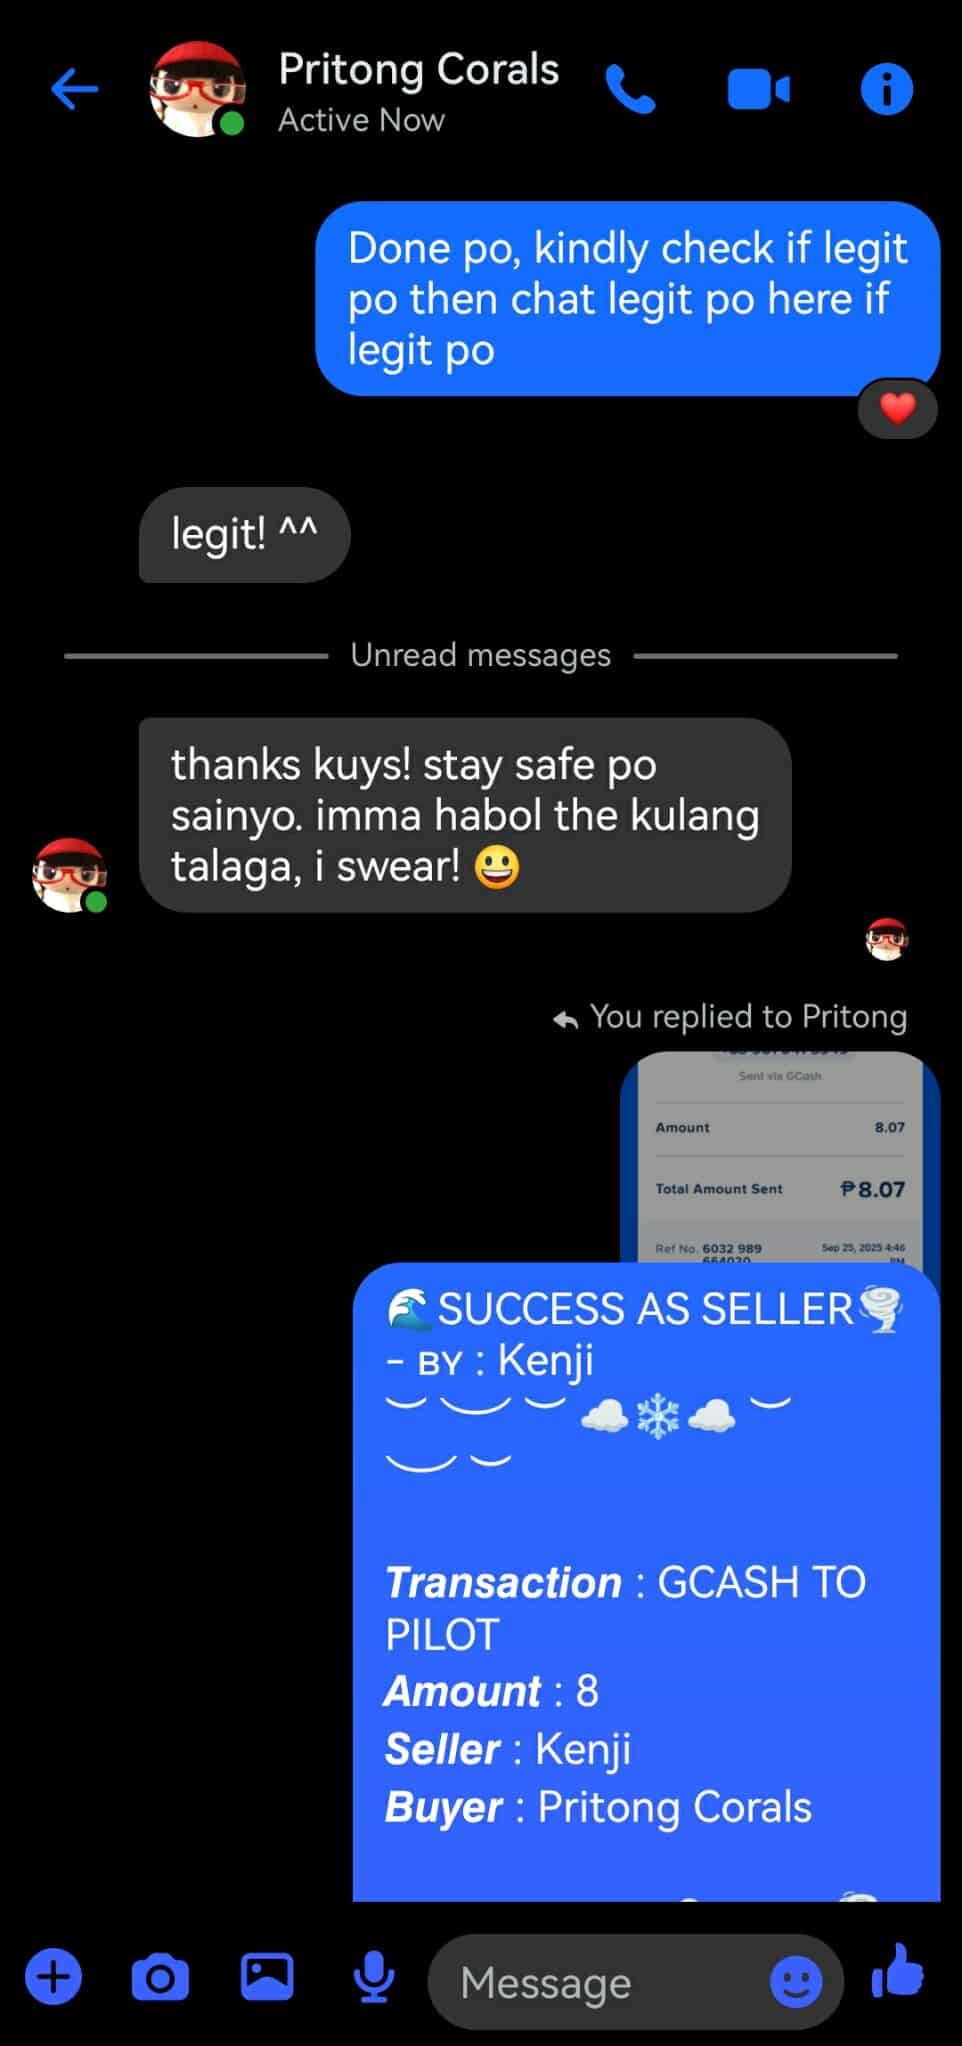 Pritong Corals
Active Now
Done po, kindly check if legit
po then chat legit po here if
legit po
legit! ^^
Unread messages
thanks kuys! stay safe po
sainyo. imma habol the kulang
talaga, i swear! 😃
You replied to Pritong
Sent via GCash
Amount 8.07
Total Amount Sent ₱8.07
Ref No. 6032 989 Sep 25, 2025 4:46
🌊SUCCESS AS SELLER🌪️
- ʙʏ : Kenji
︶︶︶☁️❄️☁️︶
︶︶
Transaction : GCASH TO
PILOT
Amount : 8
Seller : Kenji
Buyer : Pritong Corals
Message